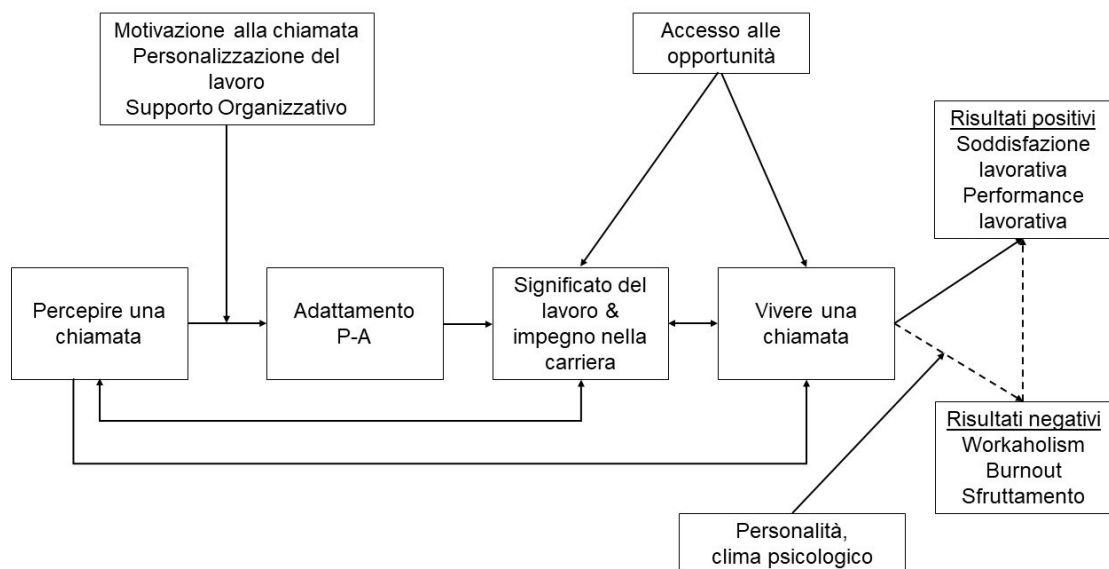 Motivazione alla chiamata
Personalizzazione del
lavoro
Supporto Organizzativo
Accesso alle
opportunità
Risultati positivi
Soddisfazione
lavorativa
Performance
lavorativa
Percepire una
chiamata
Adattamento
P-A
Significato del
lavoro &
impegno nella
carriera
Vivere una
chiamata
Risultati negativi
Workaholism
Burnout
Sfruttamento
Personalità,
clima psicologico